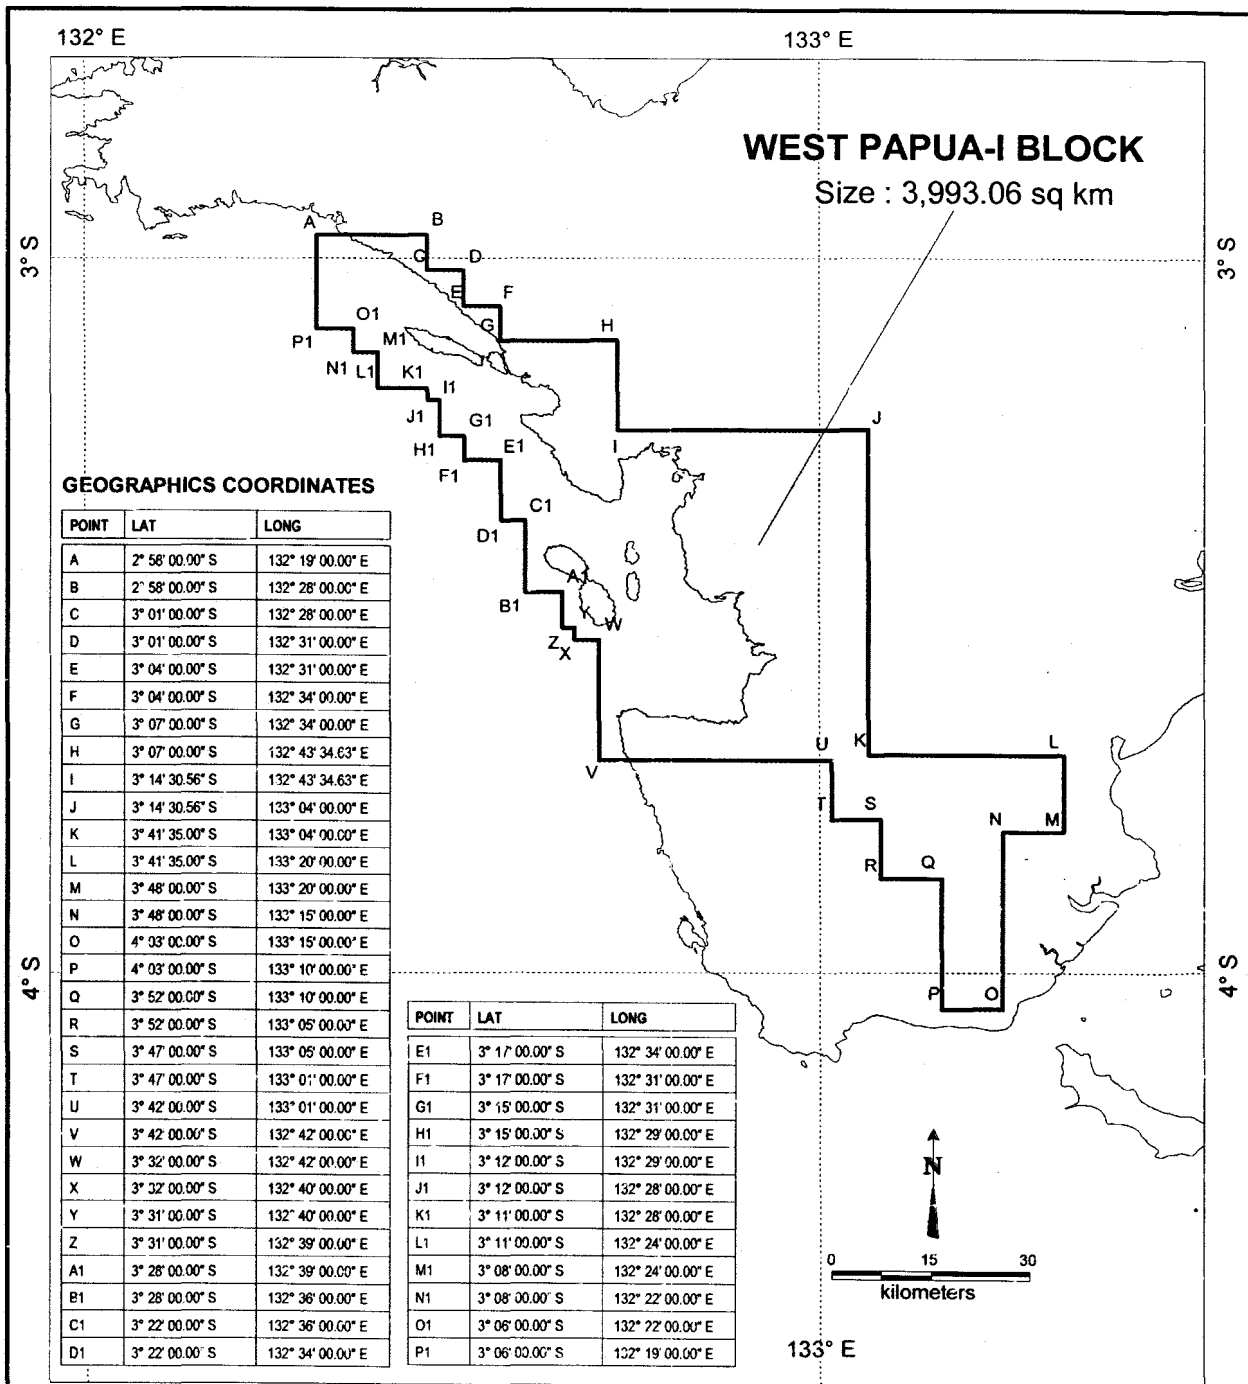 132° E 133° E
WEST PAPUA-I BLOCK
Size : 3,993.06 sq km
3° S 3° S
A B
C D
E F
G H
O1
P1 M1
N1 L1 K1 I1
J1 G1
H1 E1
F1
I J
C1
D1
A1
B1
Y W
Z X
U K L
V
T S N M
R Q
P O
4° S 4° S
GEOGRAPHICS COORDINATES
POINT LAT LONG
A 2° 58' 00.00" S 132° 19' 00.00" E
B 2° 58' 00.00" S 132° 28' 00.00" E
C 3° 01' 00.00" S 132° 28' 00.00" E
D 3° 01' 00.00" S 132° 31' 00.00" E
E 3° 04' 00.00" S 132° 31' 00.00" E
F 3° 04' 00.00" S 132° 34' 00.00" E
G 3° 07' 00.00" S 132° 34' 00.00" E
H 3° 07' 00.00" S 132° 43' 34.63" E
I 3° 14' 30.56" S 132° 43' 34.63" E
J 3° 14' 30.56" S 133° 04' 00.00" E
K 3° 41' 35.00" S 133° 04' 00.00" E
L 3° 41' 35.00" S 133° 20' 00.00" E
M 3° 48' 00.00" S 133° 20' 00.00" E
N 3° 48' 00.00" S 133° 15' 00.00" E
O 4° 03' 00.00" S 133° 15' 00.00" E
P 4° 03' 00.00" S 133° 10' 00.00" E
Q 3° 52' 00.00" S 133° 10' 00.00" E
R 3° 52' 00.00" S 133° 05' 00.00" E
S 3° 47' 00.00" S 133° 05' 00.00" E
T 3° 47' 00.00" S 133° 01' 00.00" E
U 3° 42' 00.00" S 133° 01' 00.00" E
V 3° 42' 00.00" S 132° 42' 00.00" E
W 3° 32' 00.00" S 132° 42' 00.00" E
X 3° 32' 00.00" S 132° 40' 00.00" E
Y 3° 31' 00.00" S 132° 40' 00.00" E
Z 3° 31' 00.00" S 132° 39' 00.00" E
A1 3° 28' 00.00" S 132° 39' 00.00" E
B1 3° 28' 00.00" S 132° 36' 00.00" E
C1 3° 22' 00.00" S 132° 36' 00.00" E
D1 3° 22' 00.00" S 132° 34' 00.00" E
POINT LAT LONG
E1 3° 17' 00.00" S 132° 34' 00.00" E
F1 3° 17' 00.00" S 132° 31' 00.00" E
G1 3° 15' 00.00" S 132° 31' 00.00" E
H1 3° 15' 00.00" S 132° 29' 00.00" E
I1 3° 12' 00.00" S 132° 29' 00.00" E
J1 3° 12' 00.00" S 132° 28' 00.00" E
K1 3° 11' 00.00" S 132° 28' 00.00" E
L1 3° 11' 00.00" S 132° 24' 00.00" E
M1 3° 08' 00.00" S 132° 24' 00.00" E
N1 3° 08' 00.00" S 132° 22' 00.00" E
O1 3° 06' 00.00" S 132° 22' 00.00" E
P1 3° 06' 00.00" S 132° 19' 00.00" E
N
0 15 30
kilometers
133° E